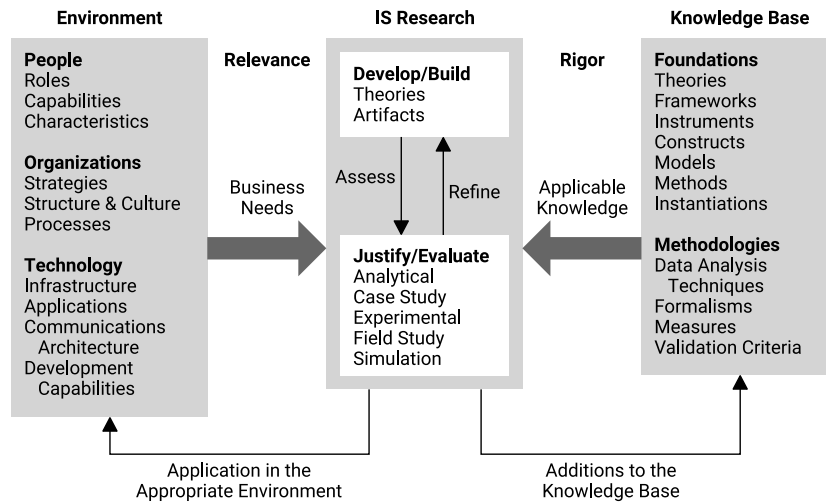 Environment
IS Research
Knowledge Base
People
Roles
Capabilities
Characteristics
Organizations
Strategies
Structure & Culture
Processes
Technology
Infrastructure
Applications
Communications
Architecture
Development
Capabilities
Relevance
Business
Needs
Develop/Build
Theories
Artifacts
Assess
Refine
Justify/Evaluate
Analytical
Case Study
Experimental
Field Study
Simulation
Rigor
Applicable
Knowledge
Foundations
Theories
Frameworks
Instruments
Constructs
Models
Methods
Instantiations
Methodologies
Data Analysis
Techniques
Formalisms
Measures
Validation Criteria
Application in the
Appropriate Environment
Additions to the
Knowledge Base